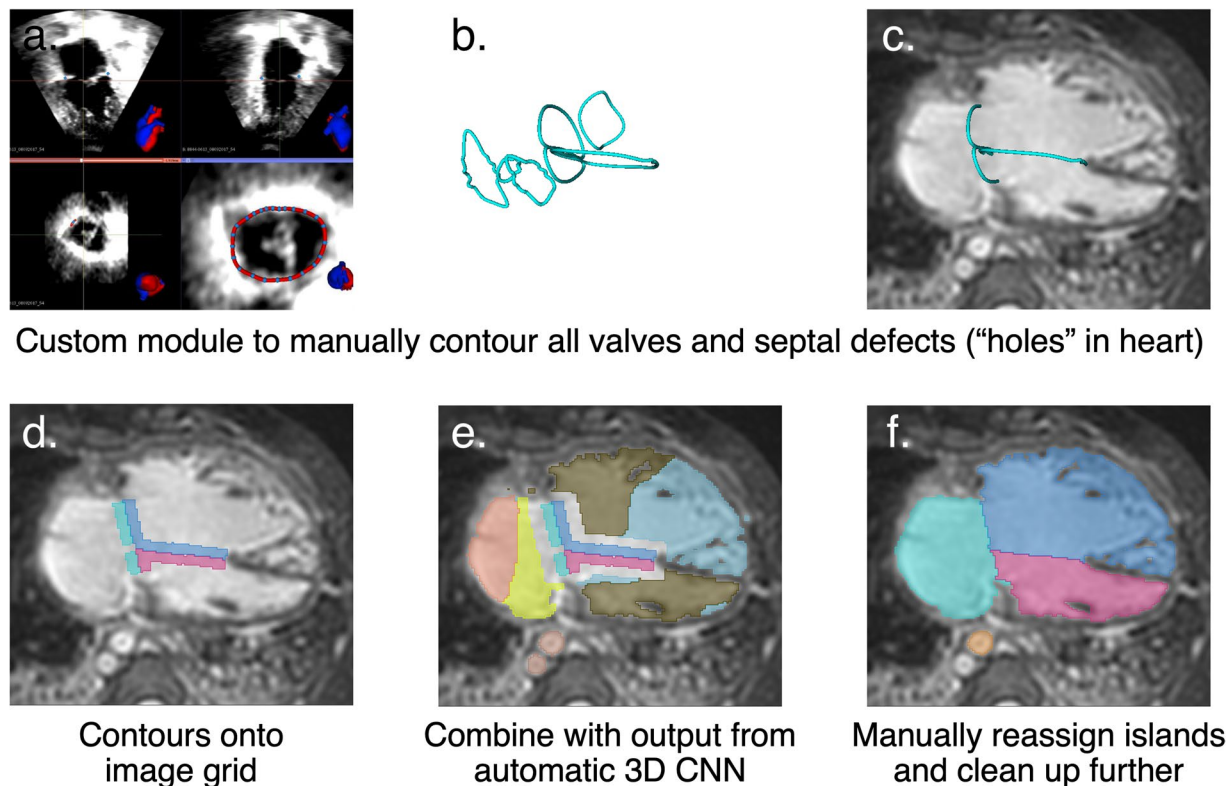 a.
b.
c.
Custom module to manually contour all valves and septal defects (“holes” in heart)
d.
e.
f.
Contours onto
image grid
Combine with output from
automatic 3D CNN
Manually reassign islands
and clean up further